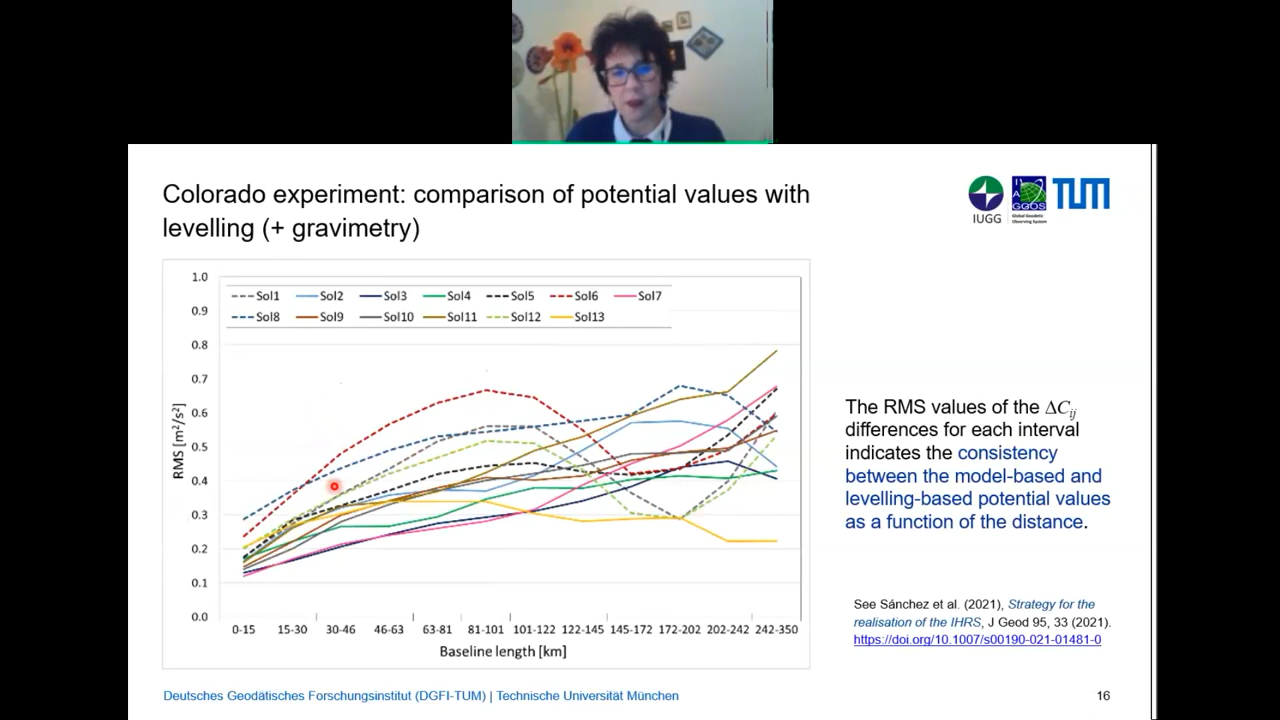 Colorado experiment: comparison of potential values with
levelling (+ gravimetry)
IUGG
GGOS
Global Geodetic
Observing System
TUM
1.0
0.9
0.8
0.7
0.6
0.5
0.4
0.3
0.2
0.1
0.0
RMS [m²/s²]
Sol1 Sol2 Sol3 Sol4 Sol5 Sol6 Sol7
Sol8 Sol9 Sol10 Sol11 Sol12 Sol13
0-15 15-30 30-46 46-63 63-81 81-101 101-122 122-145 145-172 172-202 202-242 242-350
Baseline length [km]
The RMS values of the ΔCij
differences for each interval
indicates the consistency
between the model-based and
levelling-based potential values
as a function of the distance.
See Sánchez et al. (2021), Strategy for the
realisation of the IHRS, J Geod 95, 33 (2021).
https://doi.org/10.1007/s00190-021-01481-0
Deutsches Geodätisches Forschungsinstitut (DGFI-TUM) | Technische Universität München
16